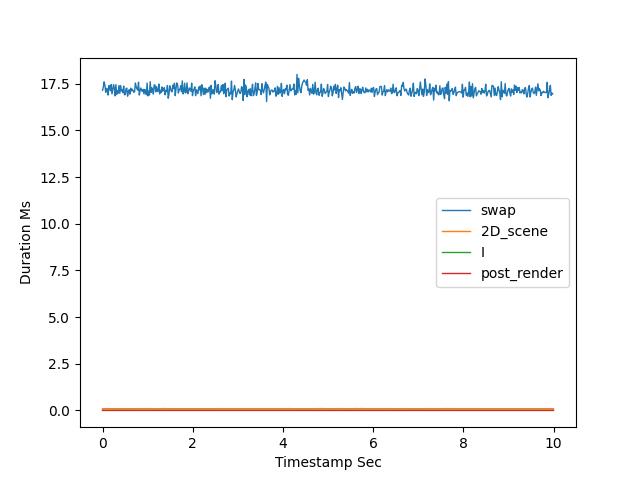 17.5
15.0
12.5
10.0
7.5
5.0
2.5
0.0
Duration Ms
0 2 4 6 8 10
Timestamp Sec
swap
2D_scene
I
post_render